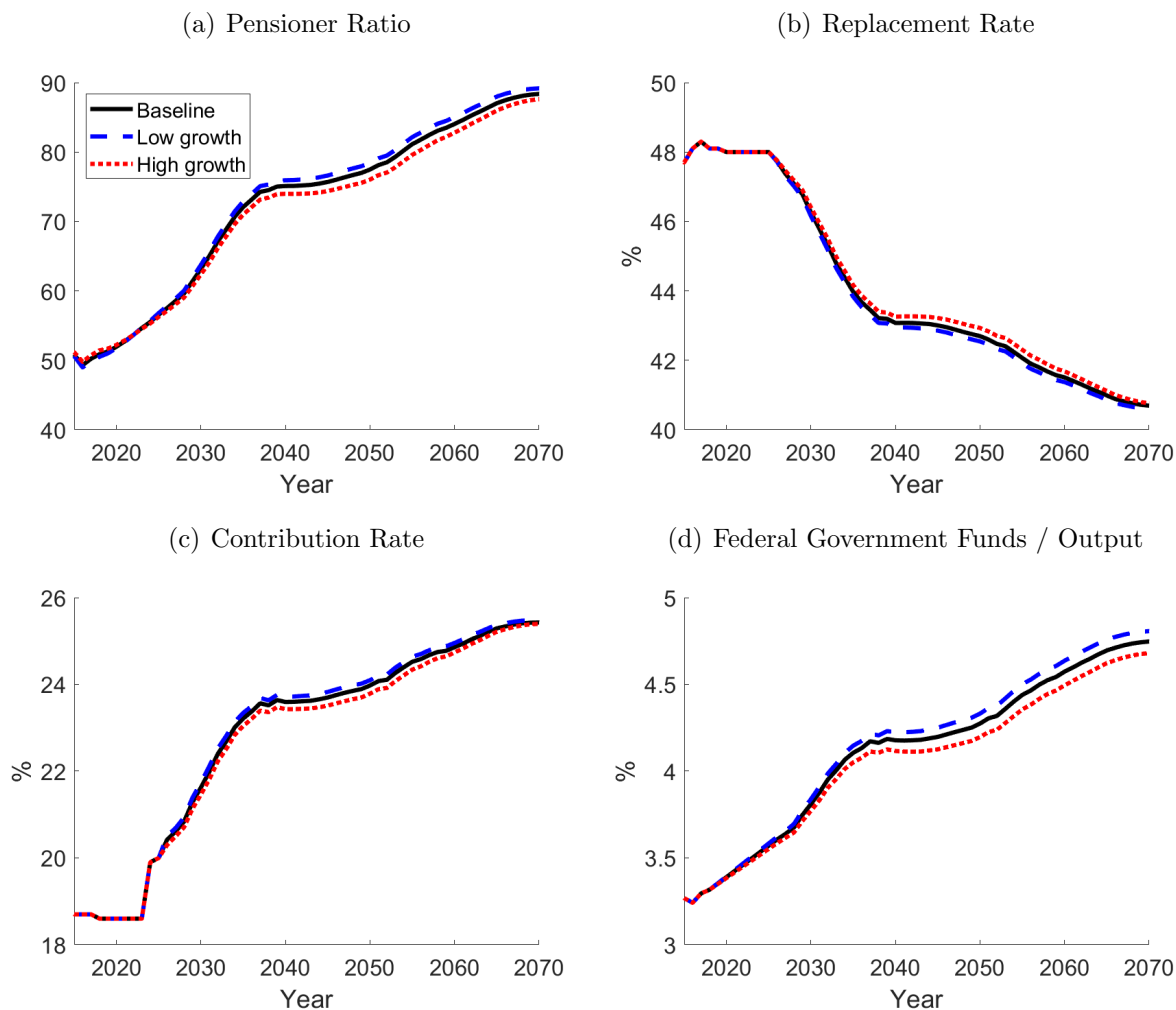 (a) Pensioner Ratio
90
80
70
60
50
40
Baseline
Low growth
High growth
2020 2030 2040 2050 2060 2070
Year
(b) Replacement Rate
50
48
46
44
42
40
%
2020 2030 2040 2050 2060 2070
Year
(c) Contribution Rate
26
24
22
20
18
%
2020 2030 2040 2050 2060 2070
Year
(d) Federal Government Funds / Output
5
4.5
4
3.5
3
%
2020 2030 2040 2050 2060 2070
Year